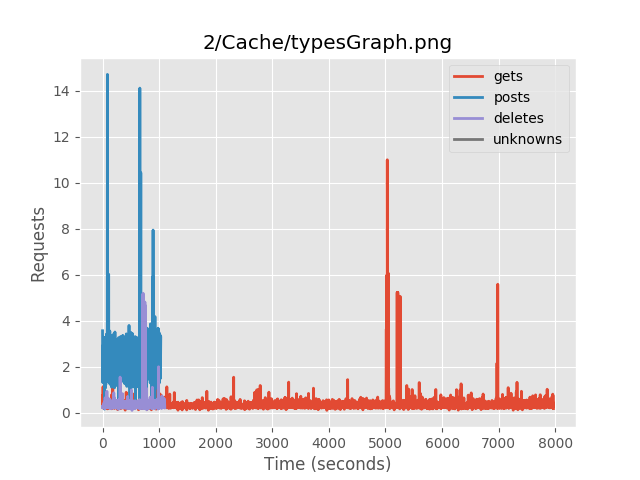 2/Cache/typesGraph.png
gets
posts
deletes
unknowns
Requests
14
12
10
8
6
4
2
0
0 1000 2000 3000 4000 5000 6000 7000 8000
Time (seconds)